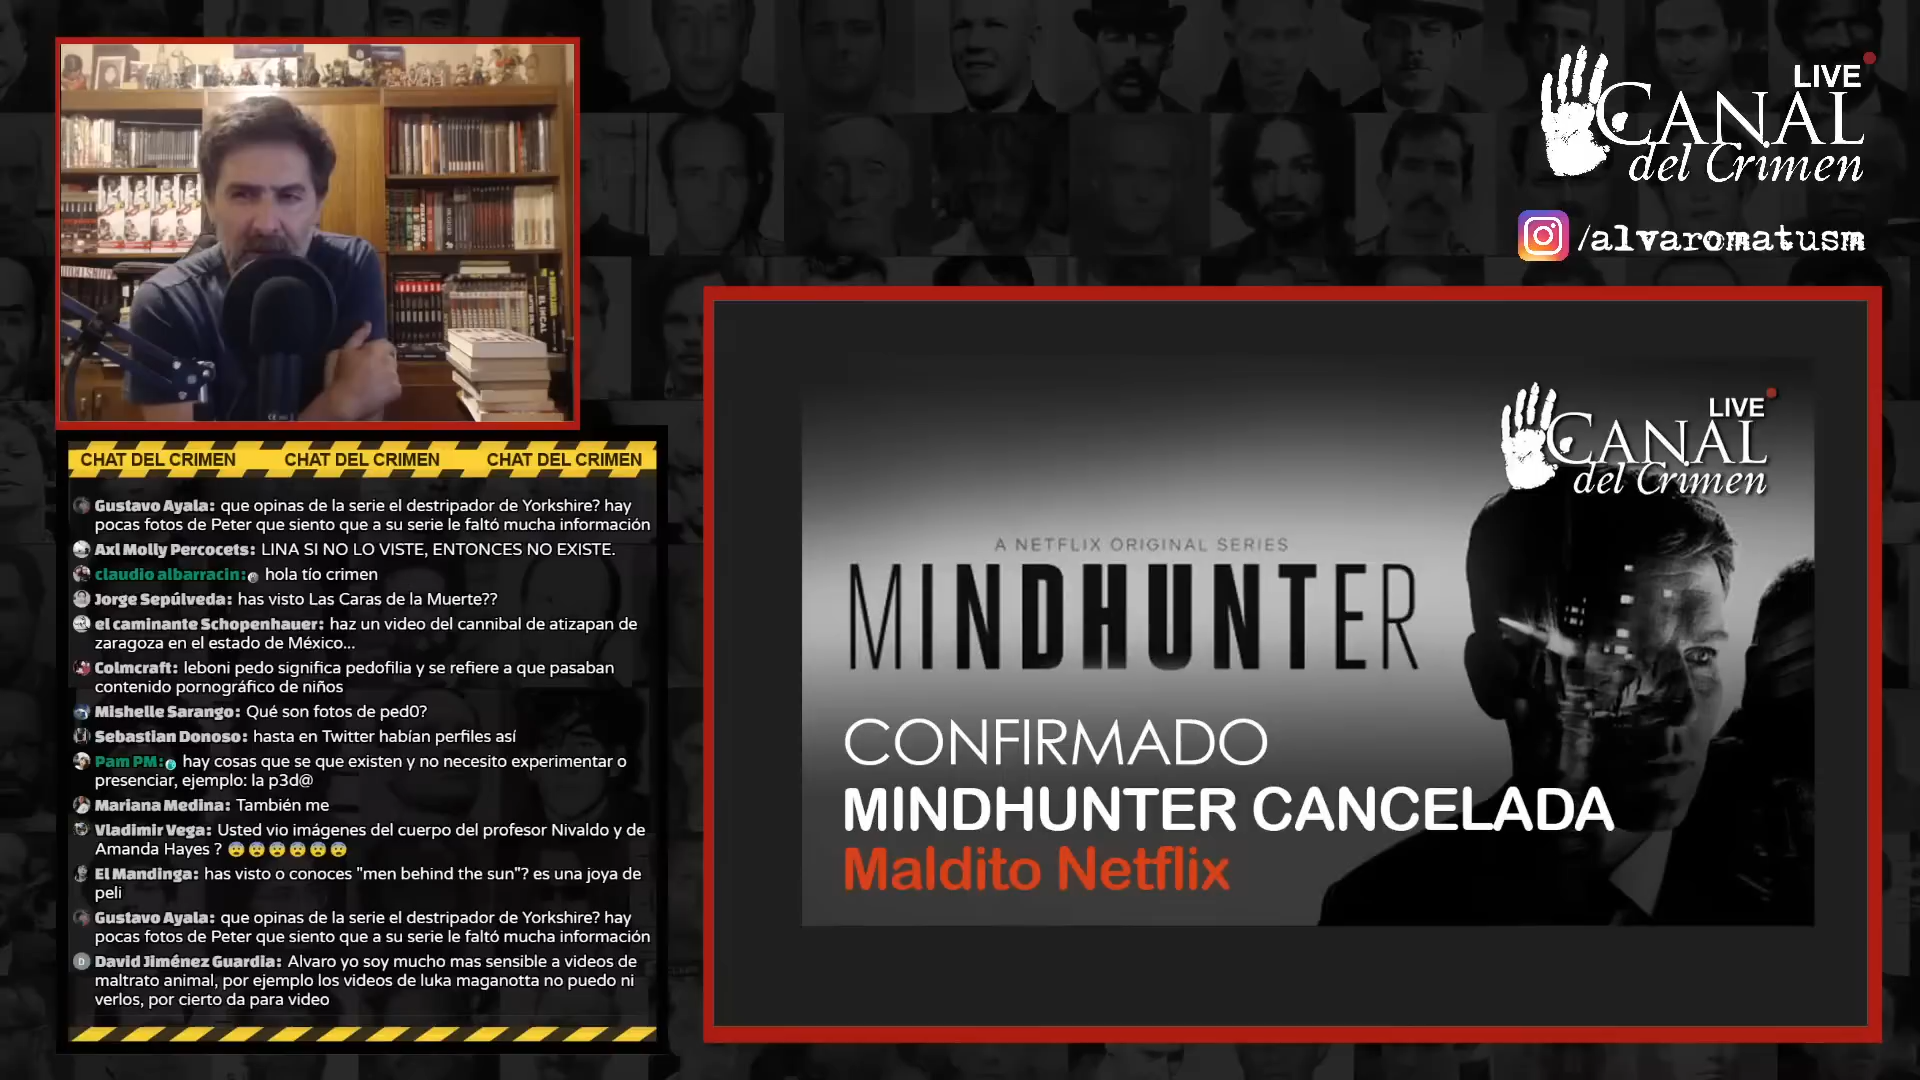 LIVE
CANAL
del Crimen
/alvaromatusm
CHAT DEL CRIMEN CHAT DEL CRIMEN CHAT DEL CRIMEN
Gustavo Ayala: que opinas de la serie el destripador de Yorkshire? hay
pocas fotos de Peter que siento que a su serie le faltó mucha información
Axl Molly Percocets: LINA SI NO LO VISTE, ENTONCES NO EXISTE.
claudio albarracin: hola tío crimen
Jorge Sepúlveda: has visto Las Caras de la Muerte??
el caminante Schopenhauer: haz un video del cannibal de atizapan de
zaragoza en el estado de México...
Colmcraft: leboni pedo significa pedofilia y se refiere a que pasaban
contenido pornográfico de niños
Mishelle Sarango: Qué son fotos de ped0?
Sebastian Donoso: hasta en Twitter habían perfiles así
Pam PM: hay cosas que se que existen y no necesito experimentar o
presenciar, ejemplo: la p3d@
Mariana Medina: También me
Vladimir Vega: Usted vio imágenes del cuerpo del profesor Nivaldo y de
Amanda Hayes ? 😨😨😨😨😨😨
El Mandinga: has visto o conoces "men behind the sun"? es una joya de
peli
Gustavo Ayala: que opinas de la serie el destripador de Yorkshire? hay
pocas fotos de Peter que siento que a su serie le faltó mucha información
D David Jiménez Guardia: Alvaro yo soy mucho mas sensible a videos de
maltrato animal, por ejemplo los videos de luka maganotta no puedo ni
verlos, por cierto da para video
LIVE
CANAL
del Crimen
A NETFLIX ORIGINAL SERIES
MINDHUNTER
CONFIRMADO
MINDHUNTER CANCELADA
Maldito Netflix
EL INCAL